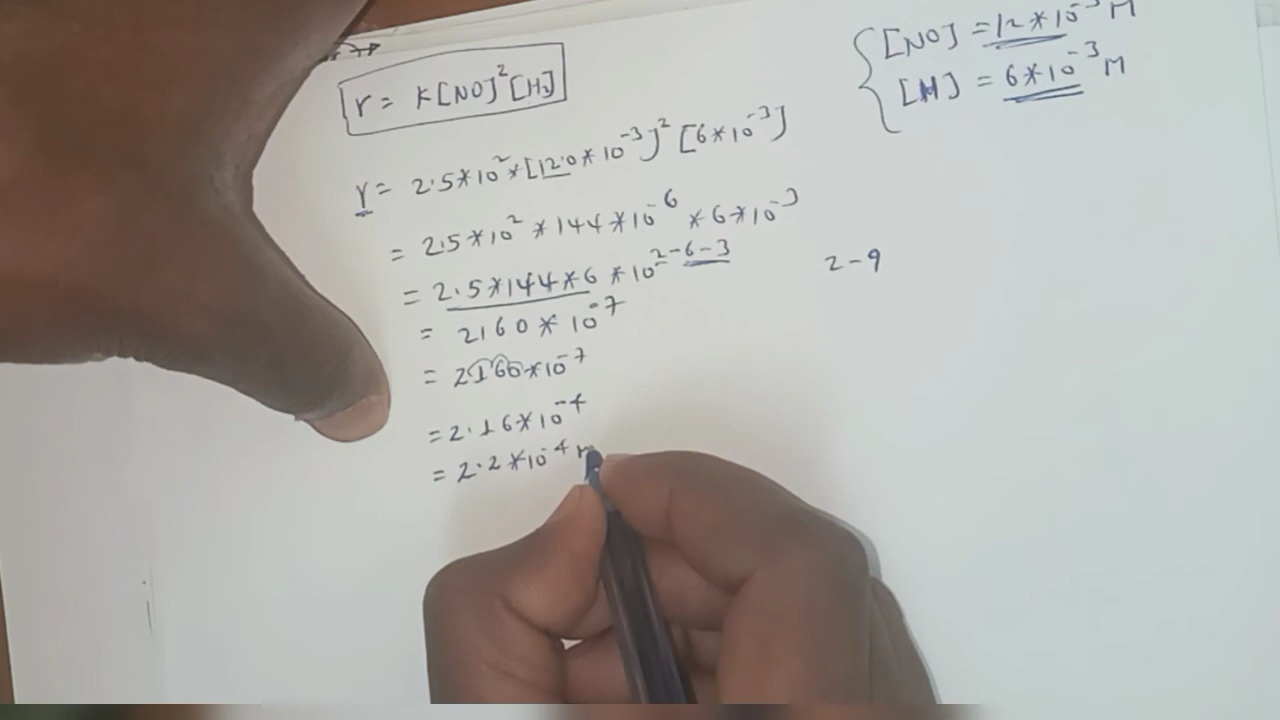 r = K[NO]² [H₂]
[NO] = 12 * 10⁻³ M
[H] = 6 * 10⁻³ M
r = 2.5 * 10² * [12.0 * 10⁻³]² [6 * 10⁻³]
= 2.5 * 10² * 144 * 10⁻⁶ * 6 * 10⁻³
= 2.5 * 144 * 6 * 10²⁻⁶⁻³
2 - 9
= 2160 * 10⁻⁷
= 2160 * 10⁻⁷
= 2.16 * 10⁻⁴
= 2.2 * 10⁻⁴